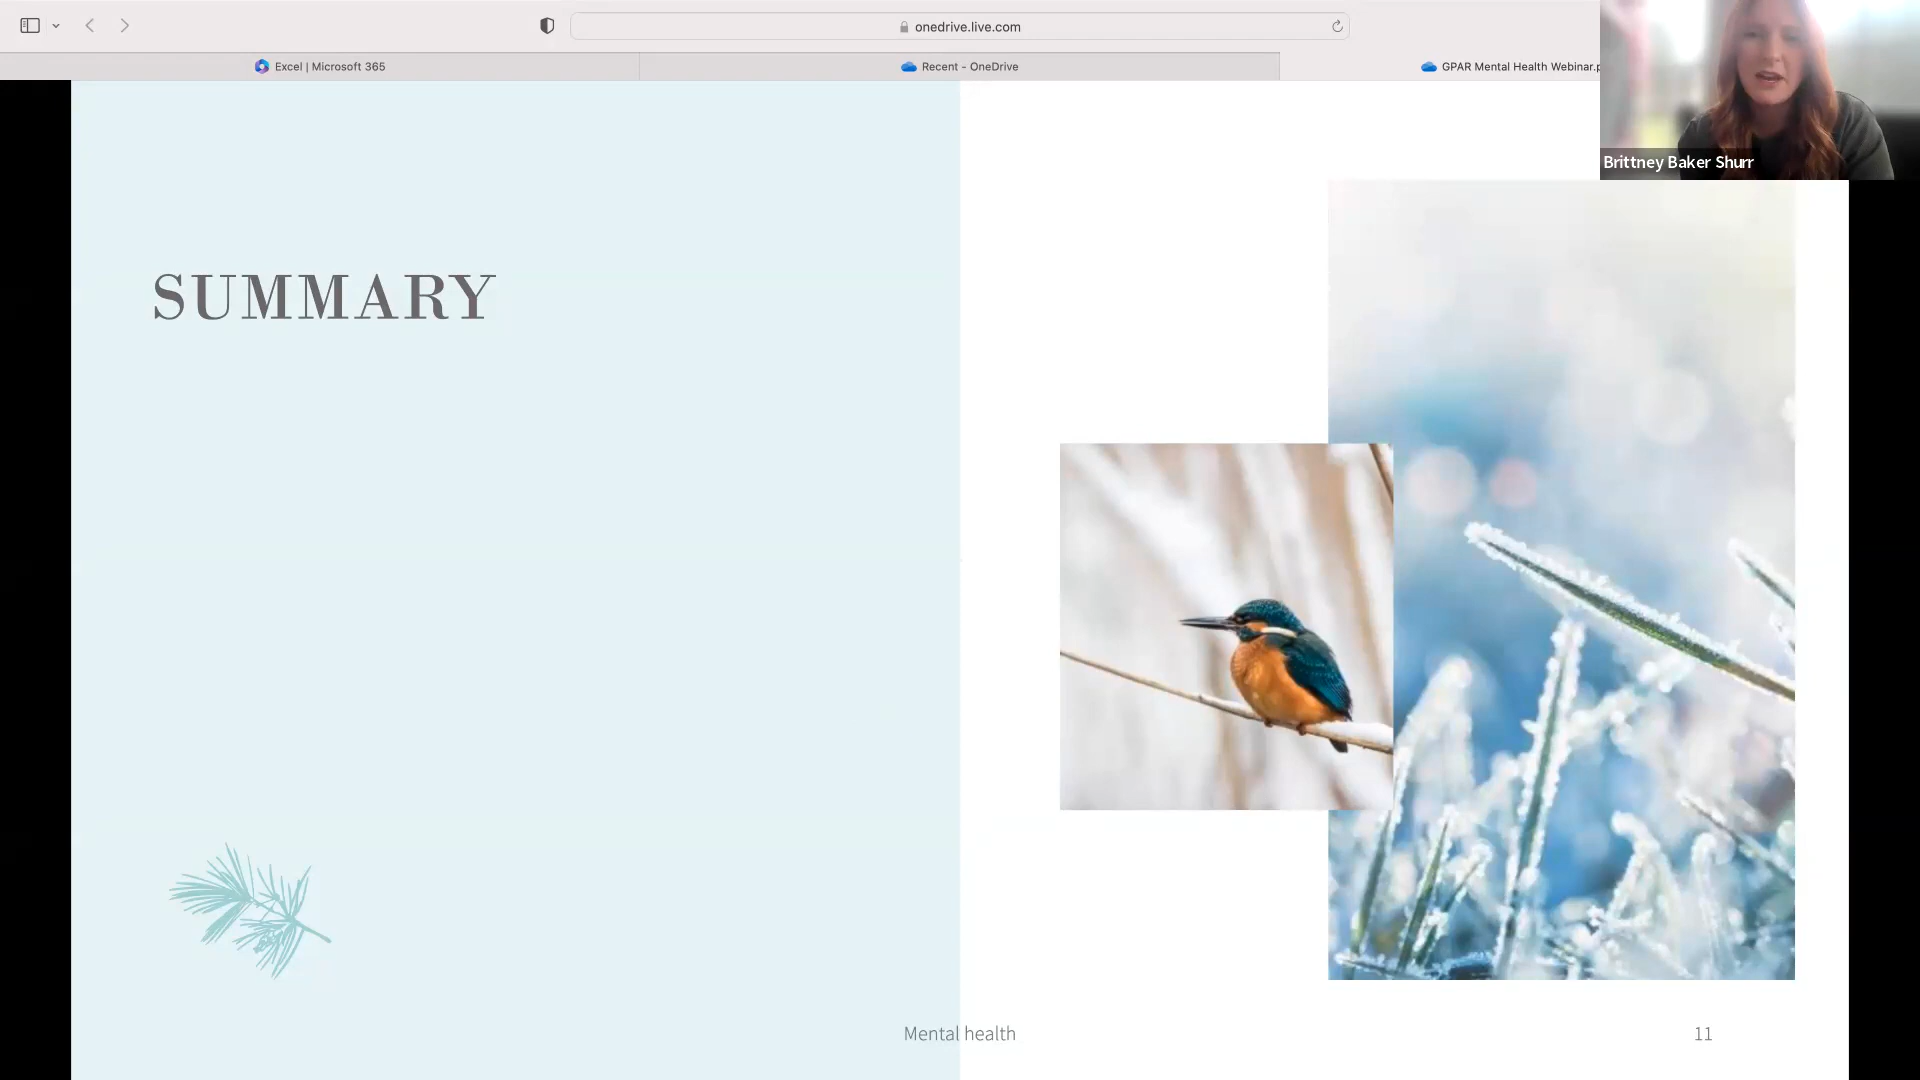 onedrive.live.com
Excel | Microsoft 365
Recent - OneDrive
GPAR Mental Health Webinar.p
Brittney Baker Shurr
SUMMARY
Mental health
11